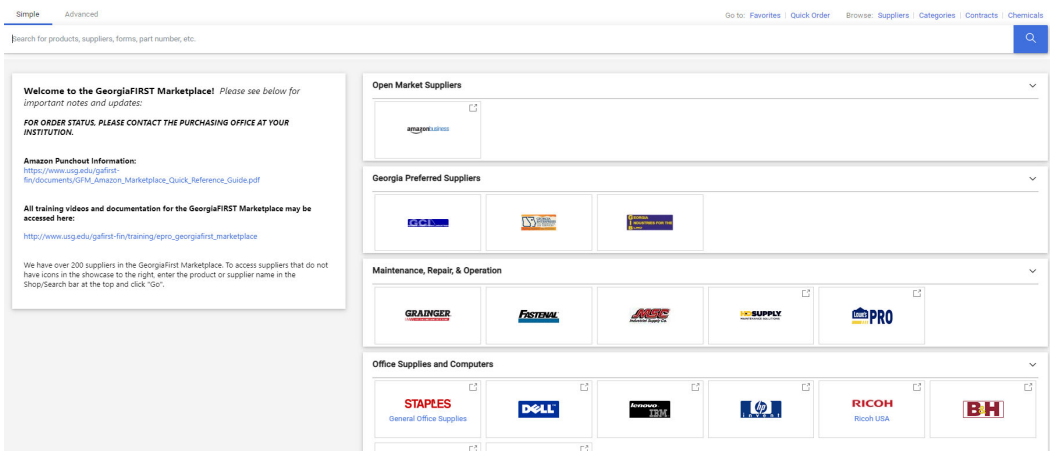 Simple Advanced Go to: Favorites | Quick Order Browse: Suppliers | Categories | Contracts | Chemicals
Search for products, suppliers, forms, part number, etc.
Welcome to the GeorgiaFIRST Marketplace! Please see below for
important notes and updates:
FOR ORDER STATUS, PLEASE CONTACT THE PURCHASING OFFICE AT YOUR
INSTITUTION.
Amazon Punchout Information:
https://www.usg.edu/gafirst-
fin/documents/GFM_Amazon_Marketplace_Quick_Reference_Guide.pdf
All training videos and documentation for the GeorgiaFIRST Marketplace may be
accessed here:
http://www.usg.edu/gafirst-fin/training/epro_georgiafirst_marketplace
We have over 200 suppliers in the GeorgiaFirst Marketplace. To access suppliers that do not
have icons in the showcase to the right, enter the product or supplier name in the
Shop/Search bar at the top and click "Go".
Open Market Suppliers
amazonbusiness
Georgia Preferred Suppliers
GCI
GEORGIA
INDUSTRIES FOR THE
BLIND
Maintenance, Repair, & Operation
GRAINGER
FASTENAL
MSC
Industrial Supply Co.
HD SUPPLY
Lowe's PRO
Office Supplies and Computers
STAPLES
General Office Supplies
DELL
lenovo
IBM
hp
invent
RICOH
Ricoh USA
B&H